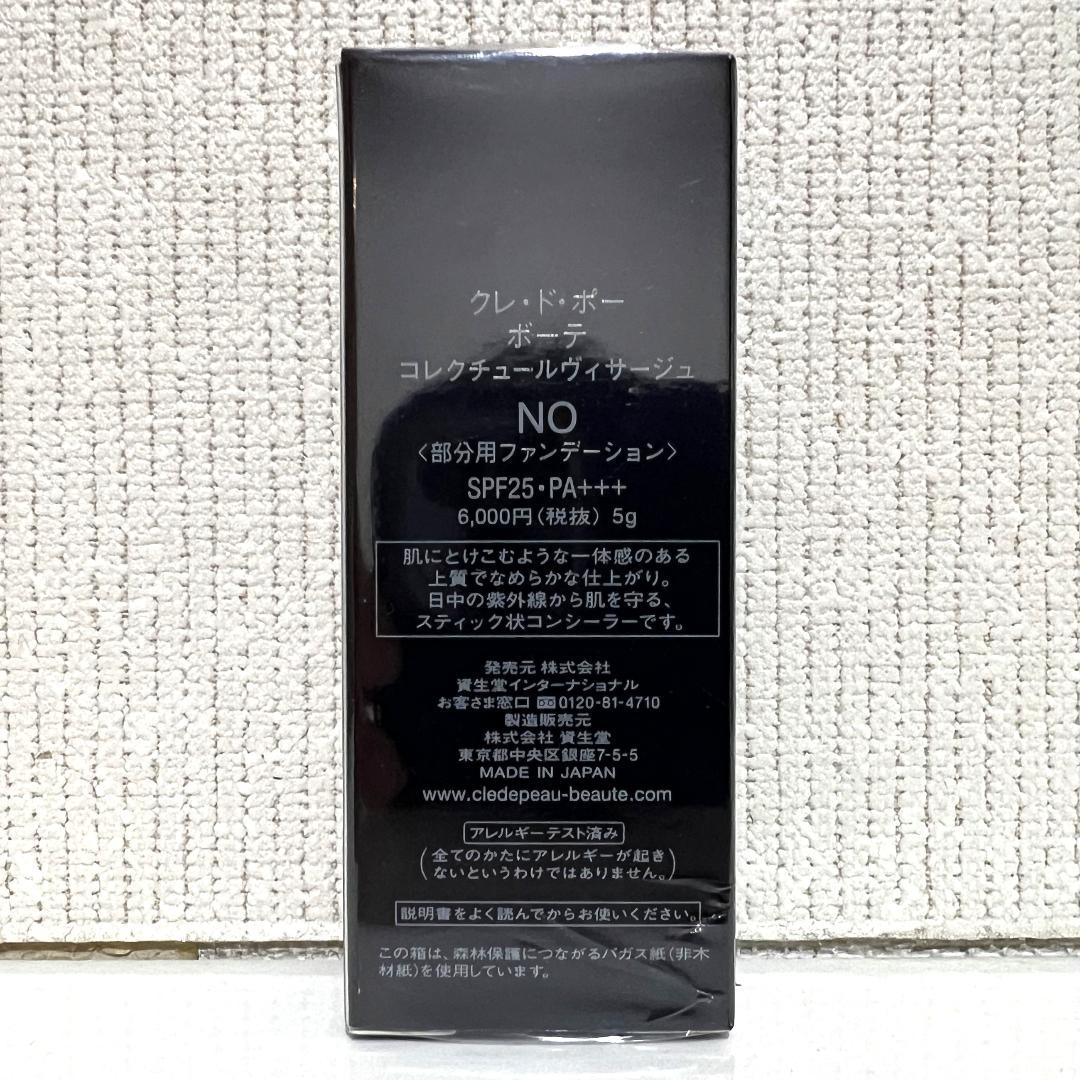 クレ・ド・ポー
ボーテ
コレクチュールヴィサージュ
NO
〈部分用ファンデーション〉
SPF25・PA+++
6,000円(税抜) 5g
肌にとけこむような一体感のある
上質でなめらかな仕上がり。
日中の紫外線から肌を守る、
スティック状コンシーラーです。
発売元 株式会社
資生堂インターナショナル
お客さま窓口 0120-81-4710
製造販売元
株式会社 資生堂
東京都中央区銀座7-5-5
MADE IN JAPAN
www.cledepeau-beaute.com
アレルギーテスト済み
(全てのかたにアレルギーが起き
ないというわけではありません。)
説明書をよく読んでからお使いください。
この箱は、森林保護につながるバガス紙(非木
材紙)を使用しています。